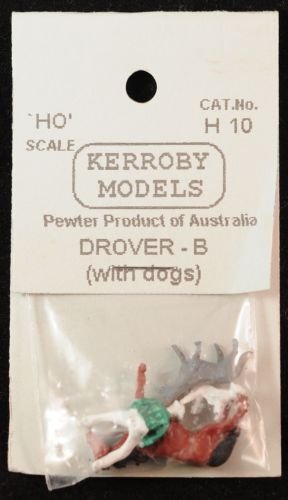 'HO'
SCALE
CAT.No.
H 10
KERROBY
MODELS
Pewter Product of Australia
DROVER - B
(with dogs)